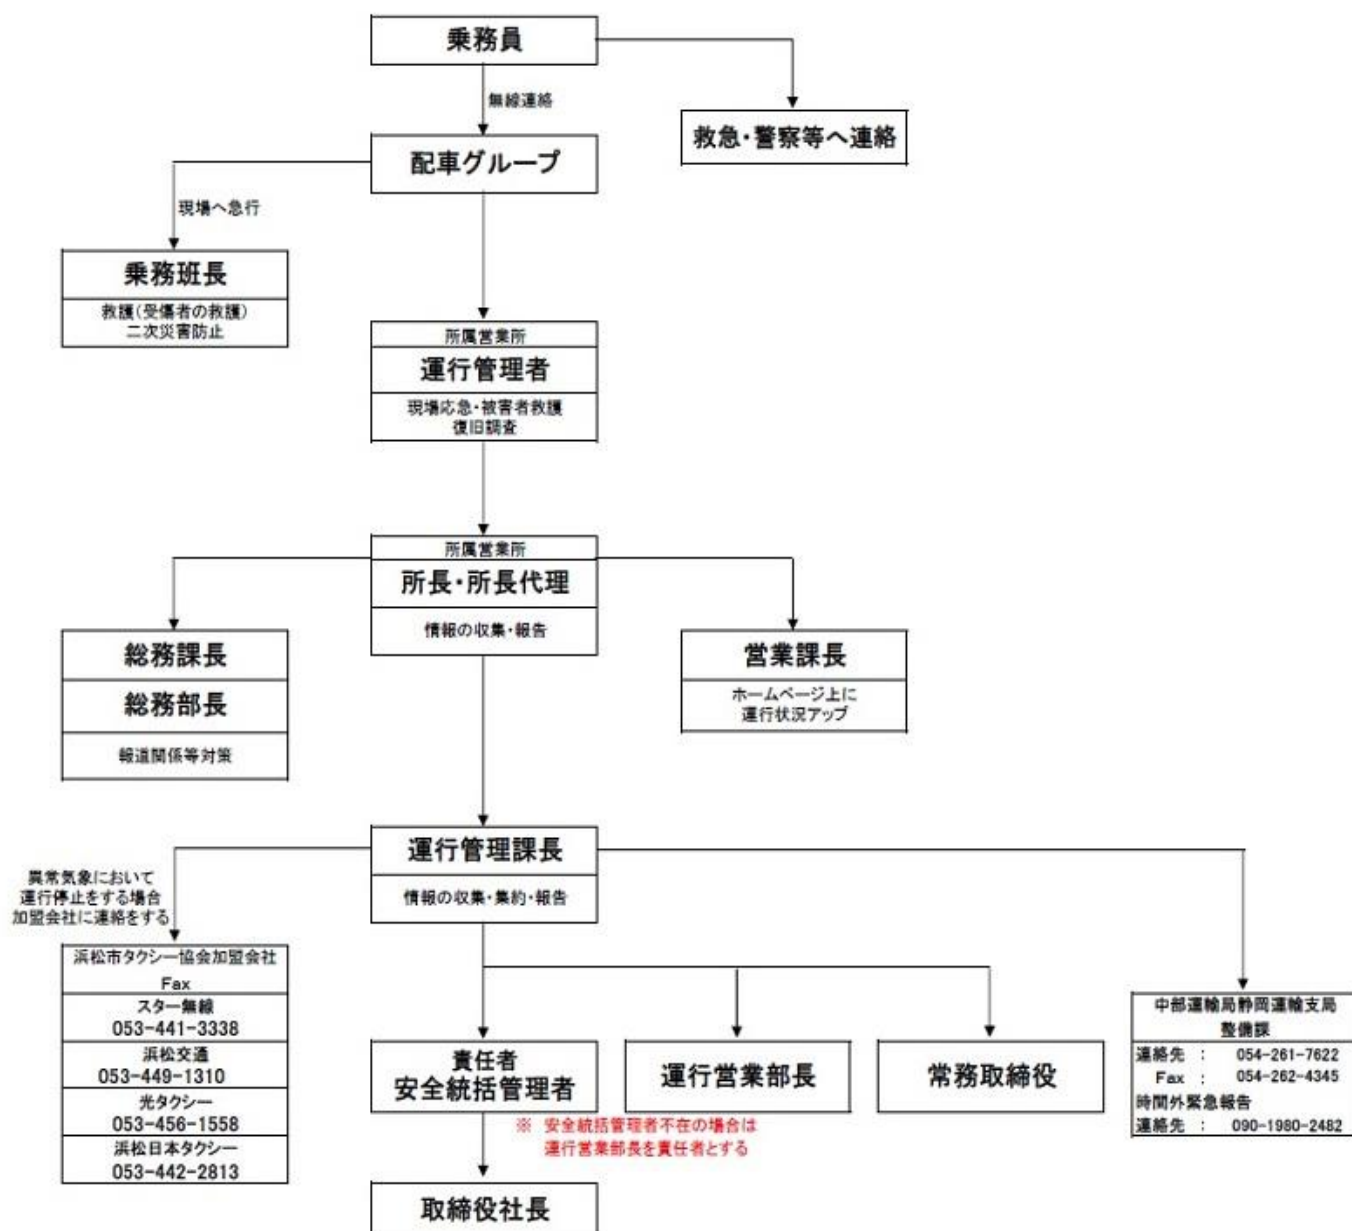 乗務員
無線連絡
救急・警察等へ連絡
配車グループ
現場へ急行
乗務班長
救護(受傷者の救護)
二次災害防止
所属営業所
運行管理者
現場応急・被害者救護
復旧調査
所属営業所
所長・所長代理
情報の収集・報告
総務課長
総務部長
報道関係等対策
営業課長
ホームページ上に
運行状況アップ
運行管理課長
情報の収集・集約・報告
異常気象において
運行停止をする場合
加盟会社に連絡をする
浜松市タクシー協会加盟会社
Fax
スター無線
053-441-3338
浜松交通
053-449-1310
光タクシー
053-456-1558
浜松日本タクシー
053-442-2813
責任者
安全統括管理者
運行営業部長
常務取締役
※ 安全統括管理者不在の場合は
運行営業部長を責任者とする
取締役社長
中部運輸局静岡運輸支局
整備課
連絡先 : 054-261-7622
Fax : 054-262-4345
時間外緊急報告
連絡先 : 090-1980-2482